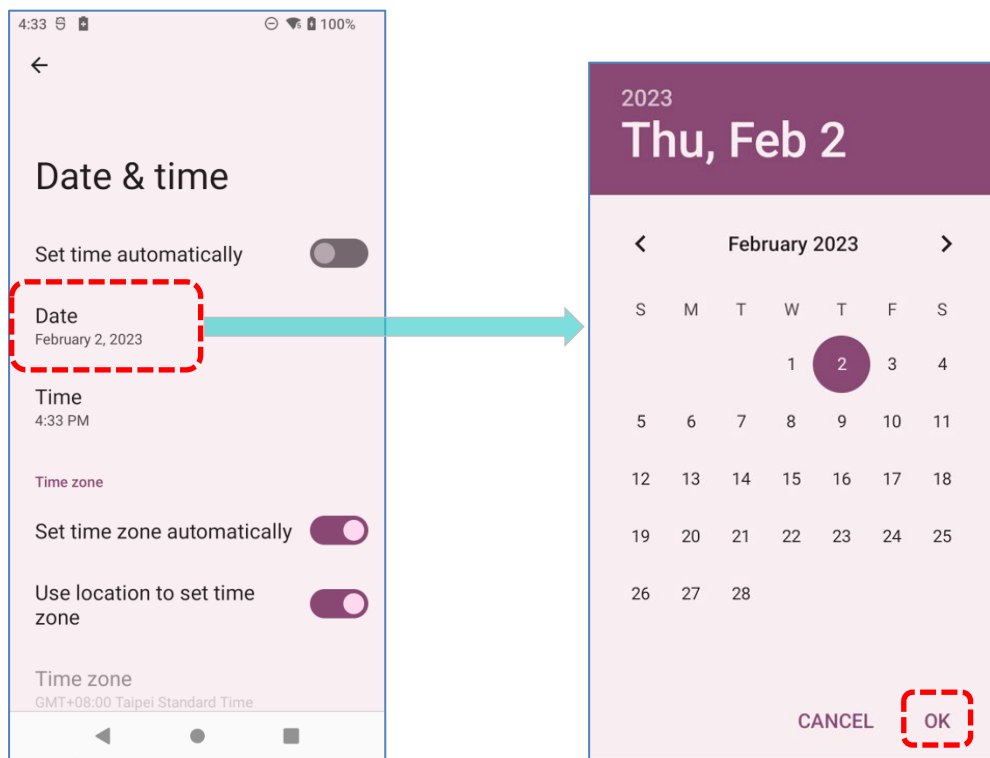 4:33
100%
Date & time
Set time automatically
Date
February 2, 2023
Time
4:33 PM
Time zone
Set time zone automatically
Use location to set time
zone
Time zone
GMT+08:00 Taipei Standard Time
2023
Thu, Feb 2
February 2023
S M T W T F S
1 2 3 4
5 6 7 8 9 10 11
12 13 14 15 16 17 18
19 20 21 22 23 24 25
26 27 28
CANCEL OK